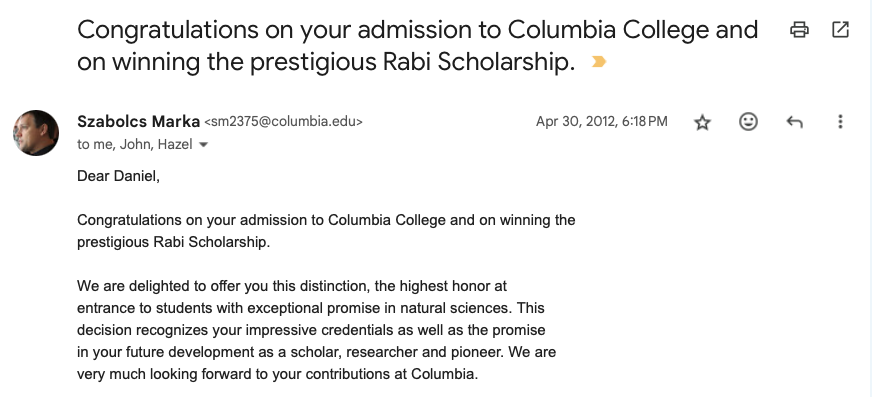 Congratulations on your admission to Columbia College and
on winning the prestigious Rabi Scholarship.
Szabolcs Marka <sm2375@columbia.edu>
Apr 30, 2012, 6:18 PM
to me, John, Hazel
Dear Daniel,
Congratulations on your admission to Columbia College and on winning the
prestigious Rabi Scholarship.
We are delighted to offer you this distinction, the highest honor at
entrance to students with exceptional promise in natural sciences. This
decision recognizes your impressive credentials as well as the promise
in your future development as a scholar, researcher and pioneer. We are
very much looking forward to your contributions at Columbia.